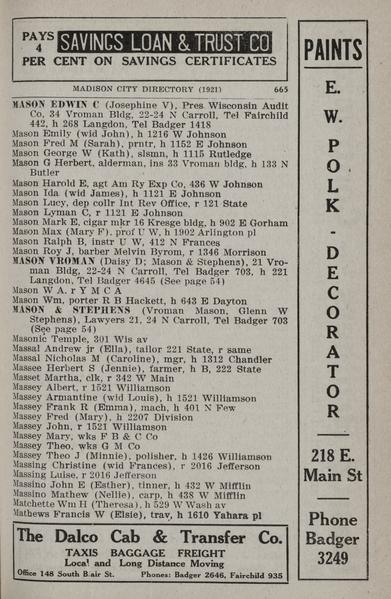 PAYS 4 SAVINGS LOAN & TRUST CO
PER CENT ON SAVINGS CERTIFICATES
MADISON CITY DIRECTORY (1921) 665
MASON EDWIN C (Josephine V), Pres Wisconsin Audit
Co, 34 Vroman Bldg, 22-24 N Carroll, Tel Fairchild
442, h 268 Langdon, Tel Badger 1418
Mason Emily (wid John), h 1216 W Johnson
Mason Fred M (Sarah), prntr, h 1152 E Johnson
Mason George W (Kath), slsmn, h 1115 Rutledge
Mason G Herbert, alderman, ins 33 Vroman bldg, h 133 N
Butler
Mason Harold E, agt Am Ry Exp Co, 436 W Johnson
Mason Ida (wid James), h 1121 E Johnson
Mason Lucy, dep collr Int Rev Office, r 121 State
Mason Lyman C, r 1121 E Johnson
Mason Mark E, cigar mkr 16 Kresge bldg, h 902 E Gorham
Mason Max (Mary F), prof U W, h 1902 Arlington pl
Mason Ralph B, instr U W, 412 N Frances
Mason Roy J, barber Melvin Byrom, r 1346 Morrison
MASON VROMAN (Daisy D; Mason & Stephens), 21 Vro-
man Bldg, 22-24 N Carroll, Tel Badger 703, h 221
Langdon, Tel Badger 4645 (See page 54)
Mason W A, r Y M C A
Mason Wm, porter R B Hackett, h 643 E Dayton
MASON & STEPHENS (Vroman Mason, Glenn W
Stephens), Lawyers 21, 24 N Carroll, Tel Badger 703
(See page 54)
Masonic Temple, 301 Wis av
Massal Andrew jr (Ella), tailor 221 State, r same
Massal Nicholas M (Caroline), mgr, h 1312 Chandler
Massee Herbert S (Jennie), farmer, h B, 222 State
Masset Martha, clk, r 342 W Main
Massey Albert, r 1521 Williamson
Massey Armantine (wid Louis), h 1521 Williamson
Massey Frank R (Emma), mach, h 401 N Few
Massey Fred (Mary), h 2207 Division
Massey John, r 1521 Williamson
Massey Mary, wks F B & C Co
Massey Theo, wks G M Co
Massey Theo J (Minnie), polisher, h 1426 Williamson
Massing Christine (wid Frances), r 2016 Jefferson
Massing Luise, r 2016 Jefferson
Massino John E (Esther), tinner, h 432 W Mifflin
Massino Mathew (Nellie), carp, h 438 W Mifflin
Matchette Wm H (Theresa), h 529 W Wash av
Mathews Francis W (Elsie), trav, h 1610 Yahara pl
The Dalco Cab & Transfer Co.
TAXIS BAGGAGE FREIGHT
Local and Long Distance Moving
Office 148 South Blair St. Phones: Badger 2646, Fairchild 935
PAINTS
E. W. POLK - DECORATOR
218 E.
Main St
Phone
Badger
3249